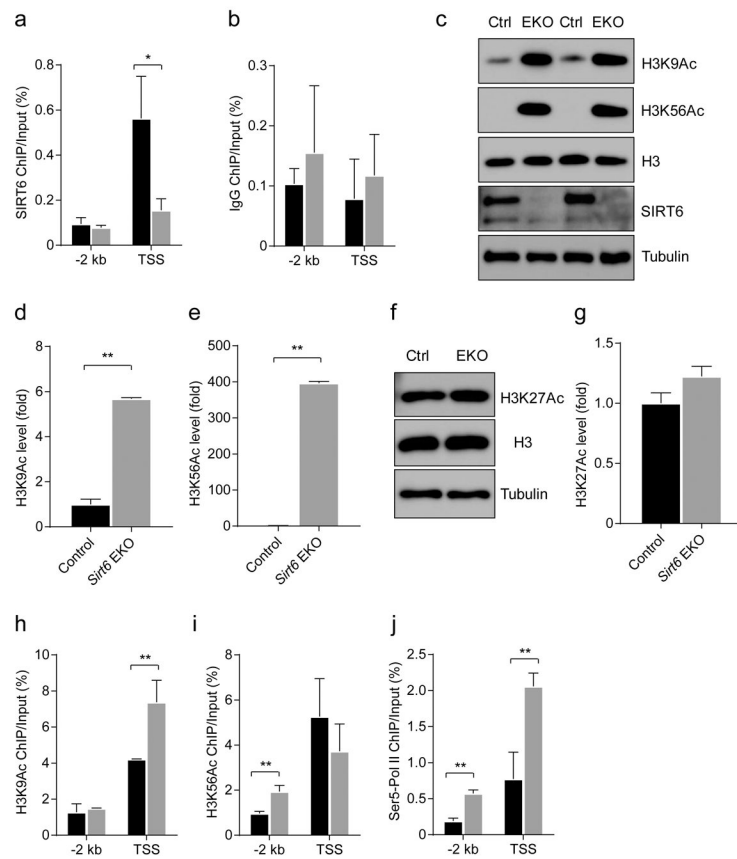 a
SIRT6 ChIP/Input (%)
0.8
0.6
0.4
0.2
0
*
-2 kb TSS
b
IgG ChIP/Input (%)
0.3
0.2
0.1
0
-2 kb TSS
c
Ctrl EKO Ctrl EKO
H3K9Ac
H3K56Ac
H3
SIRT6
Tubulin
d
H3K9Ac level (fold)
8
6
4
2
0
**
Control
Sirt6 EKO
e
H3K56Ac level (fold)
500
400
300
200
100
0
**
Control
Sirt6 EKO
f
Ctrl EKO
H3K27Ac
H3
Tubulin
g
H3K27Ac level (fold)
1.5
1.0
0.5
0
Control
Sirt6 EKO
h
H3K9Ac ChIP/Input (%)
10
8
6
4
2
0
**
-2 kb TSS
i
H3K56Ac ChIP/Input (%)
8
6
4
2
0
**
-2 kb TSS
j
Ser5-Pol II ChIP/Input (%)
2.5
2.0
1.5
1.0
0.5
0
**
**
-2 kb TSS